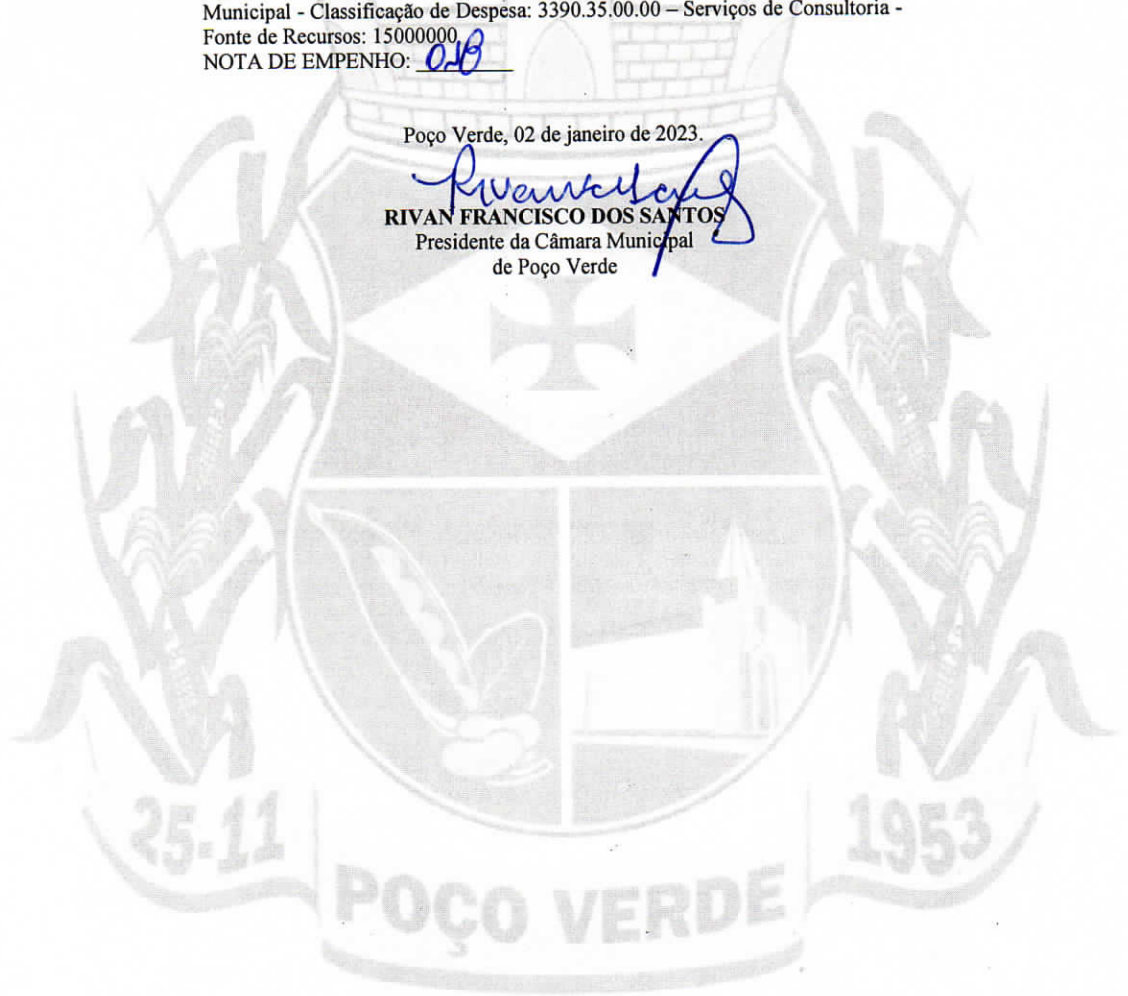 Municipal - Classificação de Despesa: 3390.35.00.00 – Serviços de Consultoria -
Fonte de Recursos: 15000000
NOTA DE EMPENHO:
Poço Verde, 02 de janeiro de 2023.
RIVAN FRANCISCO DOS SANTOS
Presidente da Câmara Municipal
de Poço Verde
25-11
1953
POÇO VERDE